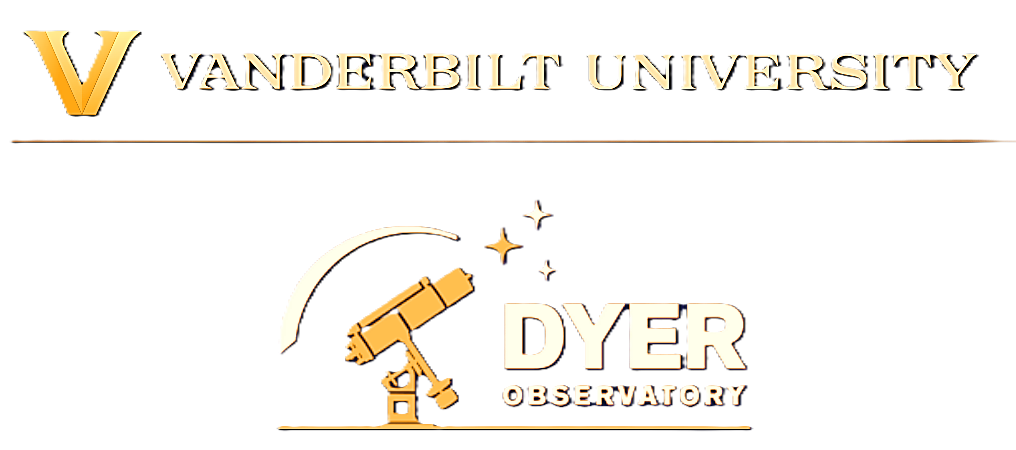 V VANDERBILT UNIVERSITY
DYER
OBSERVATORY